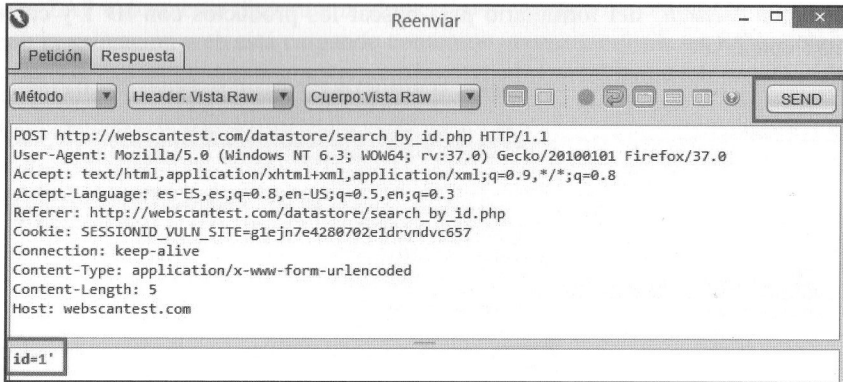 Reenviar
Petición Respuesta
Método Header: Vista Raw Cuerpo:Vista Raw SEND
POST http://webscantest.com/datastore/search_by_id.php HTTP/1.1
User-Agent: Mozilla/5.0 (Windows NT 6.3; WOW64; rv:37.0) Gecko/20100101 Firefox/37.0
Accept: text/html,application/xhtml+xml,application/xml;q=0.9,*/*;q=0.8
Accept-Language: es-ES,es;q=0.8,en-US;q=0.5,en;q=0.3
Referer: http://webscantest.com/datastore/search_by_id.php
Cookie: SESSIONID_VULN_SITE=g1ejn7e4280702e1drvndvc657
Connection: keep-alive
Content-Type: application/x-www-form-urlencoded
Content-Length: 5
Host: webscantest.com
id=1'